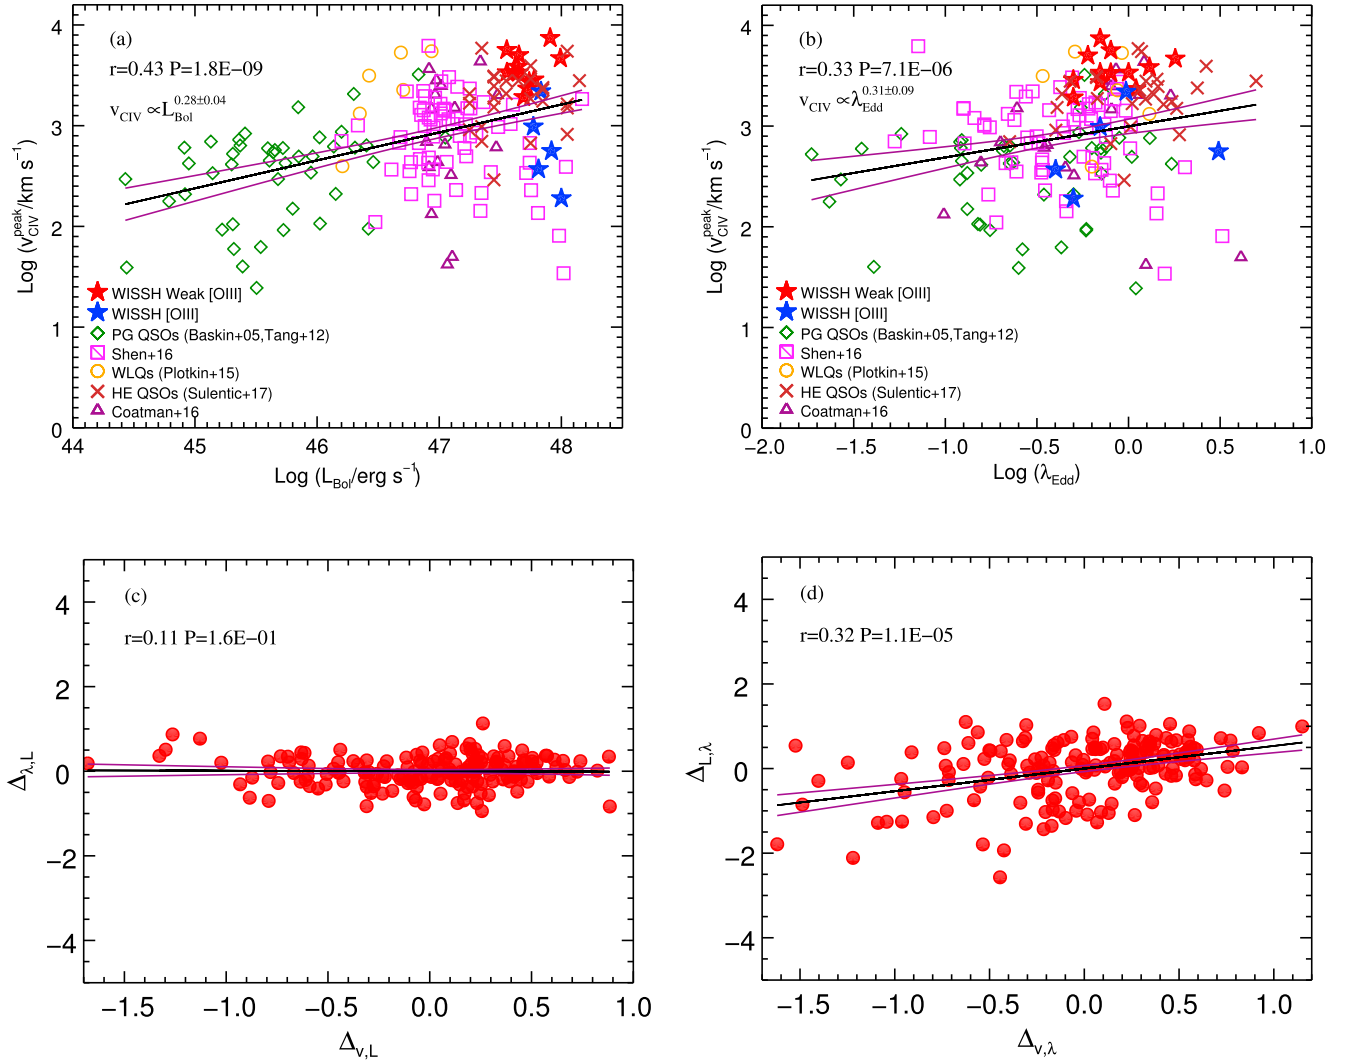 (a)
r=0.43 P=1.8E−09
v_CIV ∝L_Bol^0.28±0.04
WISSH Weak [OIII]
WISSH [OIII]
PG QSOs (Baskin+05,Tang+12)
Shen+16
WLQs (Plotkin+15)
HE QSOs (Sulentic+17)
Coatman+16
4
3
2
1
0
44 45 46 47 48
Log (v_CIV^peak/km s^−1)
Log (L_Bol/erg s^−1)
(b)
r=0.33 P=7.1E−06
v_CIV ∝λ_Edd^0.31±0.09
WISSH Weak [OIII]
WISSH [OIII]
PG QSOs (Baskin+05,Tang+12)
Shen+16
WLQs (Plotkin+15)
HE QSOs (Sulentic+17)
Coatman+16
4
3
2
1
0
−2.0 −1.5 −1.0 −0.5 0.0 0.5 1.0
Log (v_CIV^peak/km s^−1)
Log (λ_Edd)
(c)
r=0.11 P=1.6E−01
4
2
0
−2
−4
−1.5 −1.0 −0.5 0.0 0.5 1.0
Δ_λ,L
Δ_v,L
(d)
r=0.32 P=1.1E−05
4
2
0
−2
−4
−1.5 −1.0 −0.5 0.0 0.5 1.0
Δ_L,λ
Δ_v,λ